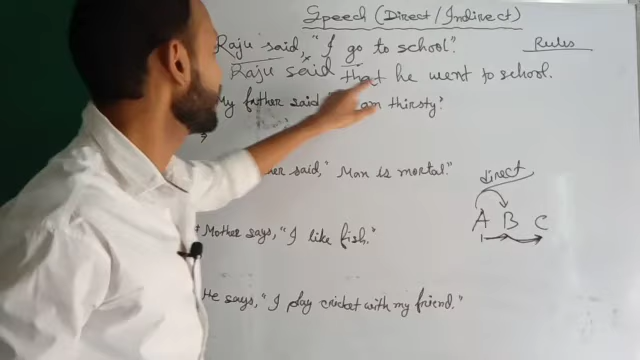 Speech (Direct/Indirect)
Raju said, "I go to school".
Rules
Raju said that he went to school.
My father said am thirsty?
said, "Man is mortal."
direct
A B C
Mother says, "I like fish."
He says, "I play cricket with my friend."